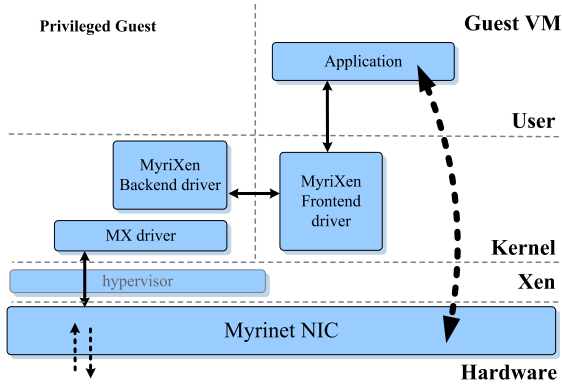 Privileged Guest
Guest VM
Application
User
MyriXen
Backend driver
MyriXen
Frontend
driver
MX driver
Kernel
hypervisor
Xen
Myrinet NIC
Hardware